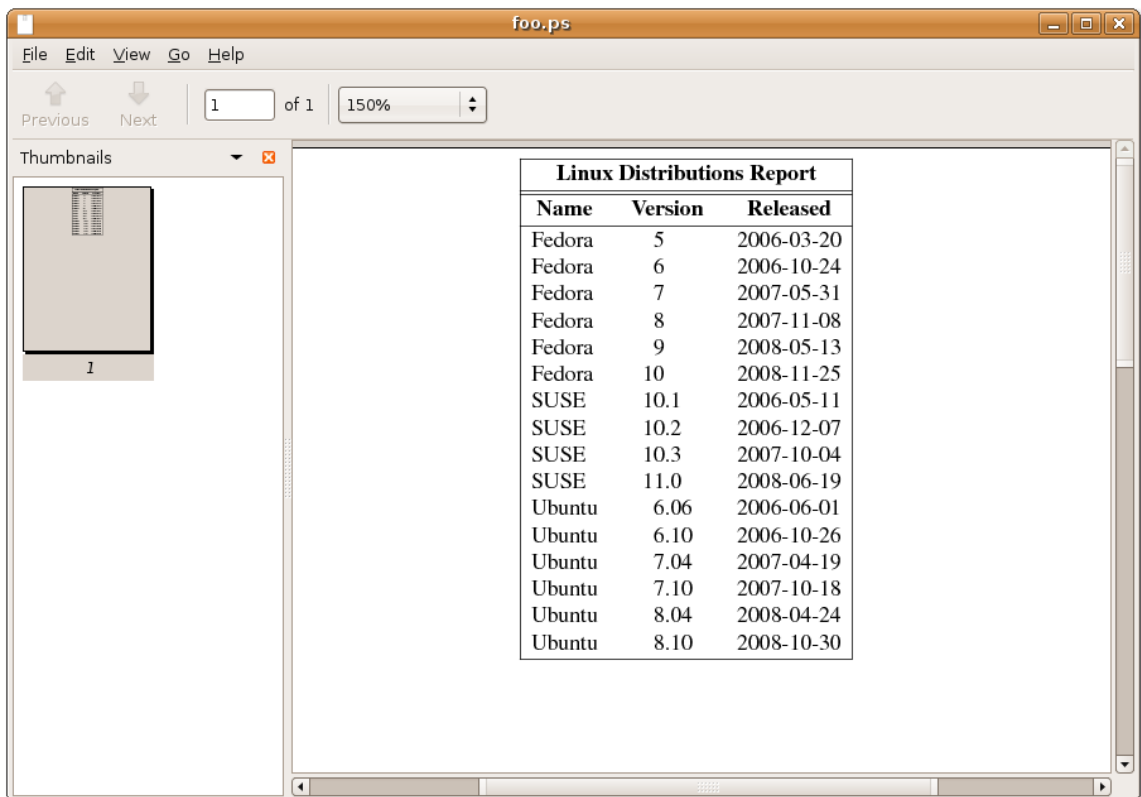 foo.ps
File Edit View Go Help
Previous Next 1 of 1 150%
Thumbnails
1
Linux Distributions Report
Name Version Released
Fedora 5 2006-03-20
Fedora 6 2006-10-24
Fedora 7 2007-05-31
Fedora 8 2007-11-08
Fedora 9 2008-05-13
Fedora 10 2008-11-25
SUSE 10.1 2006-05-11
SUSE 10.2 2006-12-07
SUSE 10.3 2007-10-04
SUSE 11.0 2008-06-19
Ubuntu 6.06 2006-06-01
Ubuntu 6.10 2006-10-26
Ubuntu 7.04 2007-04-19
Ubuntu 7.10 2007-10-18
Ubuntu 8.04 2008-04-24
Ubuntu 8.10 2008-10-30